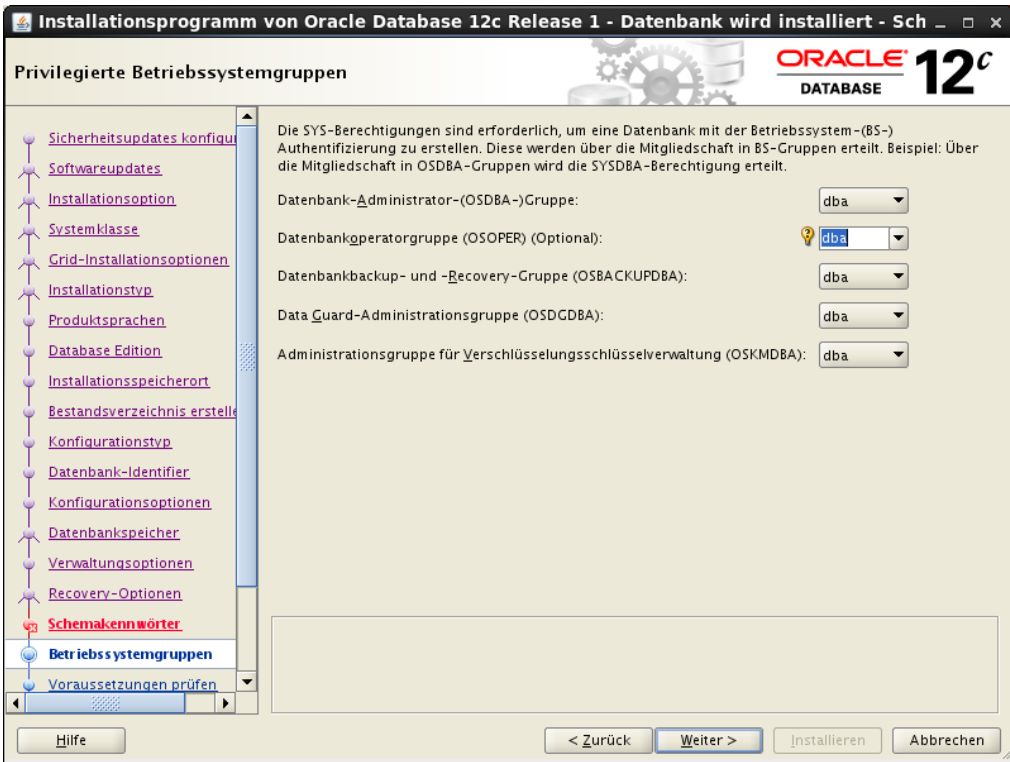 Installationsprogramm von Oracle Database 12c Release 1 - Datenbank wird installiert - Sch
Privilegierte Betriebssystemgruppen
ORACLE
DATABASE
12c
Sicherheitsupdates konfigur
Softwareupdates
Installationsoption
Systemklasse
Grid-Installationsoptionen
Installationstyp
Produktsprachen
Database Edition
Installationsspeicherort
Bestandsverzeichnis erstelle
Konfigurationstyp
Datenbank-Identifier
Konfigurationsoptionen
Datenbankspeicher
Verwaltungsoptionen
Recovery-Optionen
Schemakennwörter
Betriebssystemgruppen
Voraussetzungen prüfen
Die SYS-Berechtigungen sind erforderlich, um eine Datenbank mit der Betriebssystem-(BS-)
Authentifizierung zu erstellen. Diese werden über die Mitgliedschaft in BS-Gruppen erteilt. Beispiel: Über
die Mitgliedschaft in OSDBA-Gruppen wird die SYSDBA-Berechtigung erteilt.
Datenbank-Administrator-(OSDBA-)Gruppe: dba
Datenbankoperatorgruppe (OSOPER) (Optional): dba
Datenbankbackup- und -Recovery-Gruppe (OSBACKUPDBA): dba
Data Guard-Administrationsgruppe (OSDGDBA): dba
Administrationsgruppe für Verschlüsselungsschlüsselverwaltung (OSKMDBA): dba
Hilfe
< Zurück
Weiter >
Installieren
Abbrechen